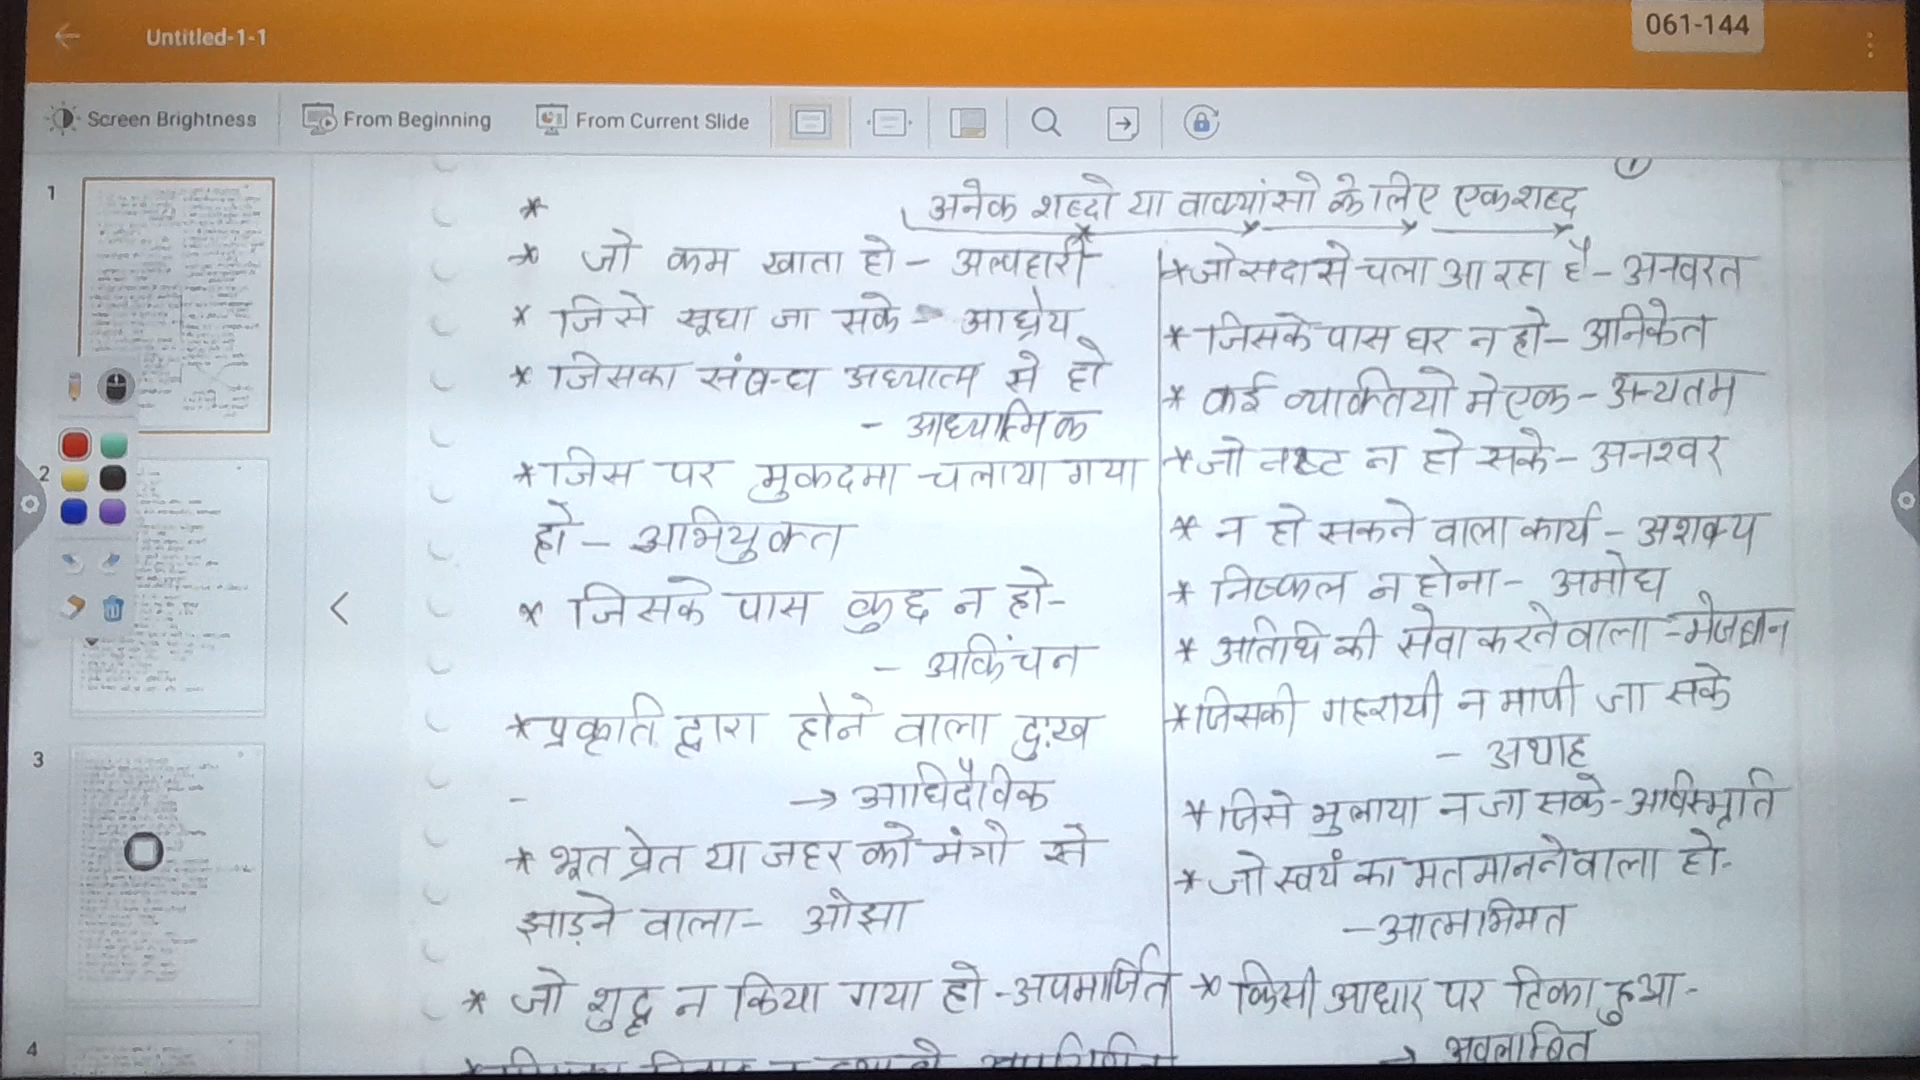 Untitled-1-1
061-144
Screen Brightness
From Beginning
From Current Slide
1
2
3
4
अनेक शब्दो या वाक्यांसो के लिए एक शब्द
* जो कम खाता हो - अल्पहारी
* जिसे सूघा जा सके - आघ्रेय
* जिसका संबन्ध अध्यात्म से हो
- आध्यात्मिक
* जिस पर मुकदमा चलाया गया
हो - अभियुक्त
* जिसके पास कुछ न हो -
- अकिंचन
* प्रकृति द्वारा होने वाला दुःख
- → आधिदैविक
* भूत प्रेत या जहर को मंत्रो से
झाड़ने वाला - ओझा
* जो शुद्ध न किया गया हो - अपमार्जित
* जो सदा से चला आ रहा है - अनवरत
* जिसके पास घर न हो - अनिकेत
* कई व्यक्तियो मे एक - अन्यतम
* जो नष्ट न हो सके - अनश्वर
* न हो सकने वाला कार्य - अशक्य
* निष्फल न होना - अमोघ
* अतिथि की सेवा करने वाला - मेजबान
* जिसकी गहरायी न मापी जा सके
- अथाह
* जिसे भुलाया न जा सके - अविस्मृति
* जो स्वयं का मत मानने वाला हो -
- आत्माभिमत
* किसी आधार पर टिका हुआ -
→ अवलम्बित